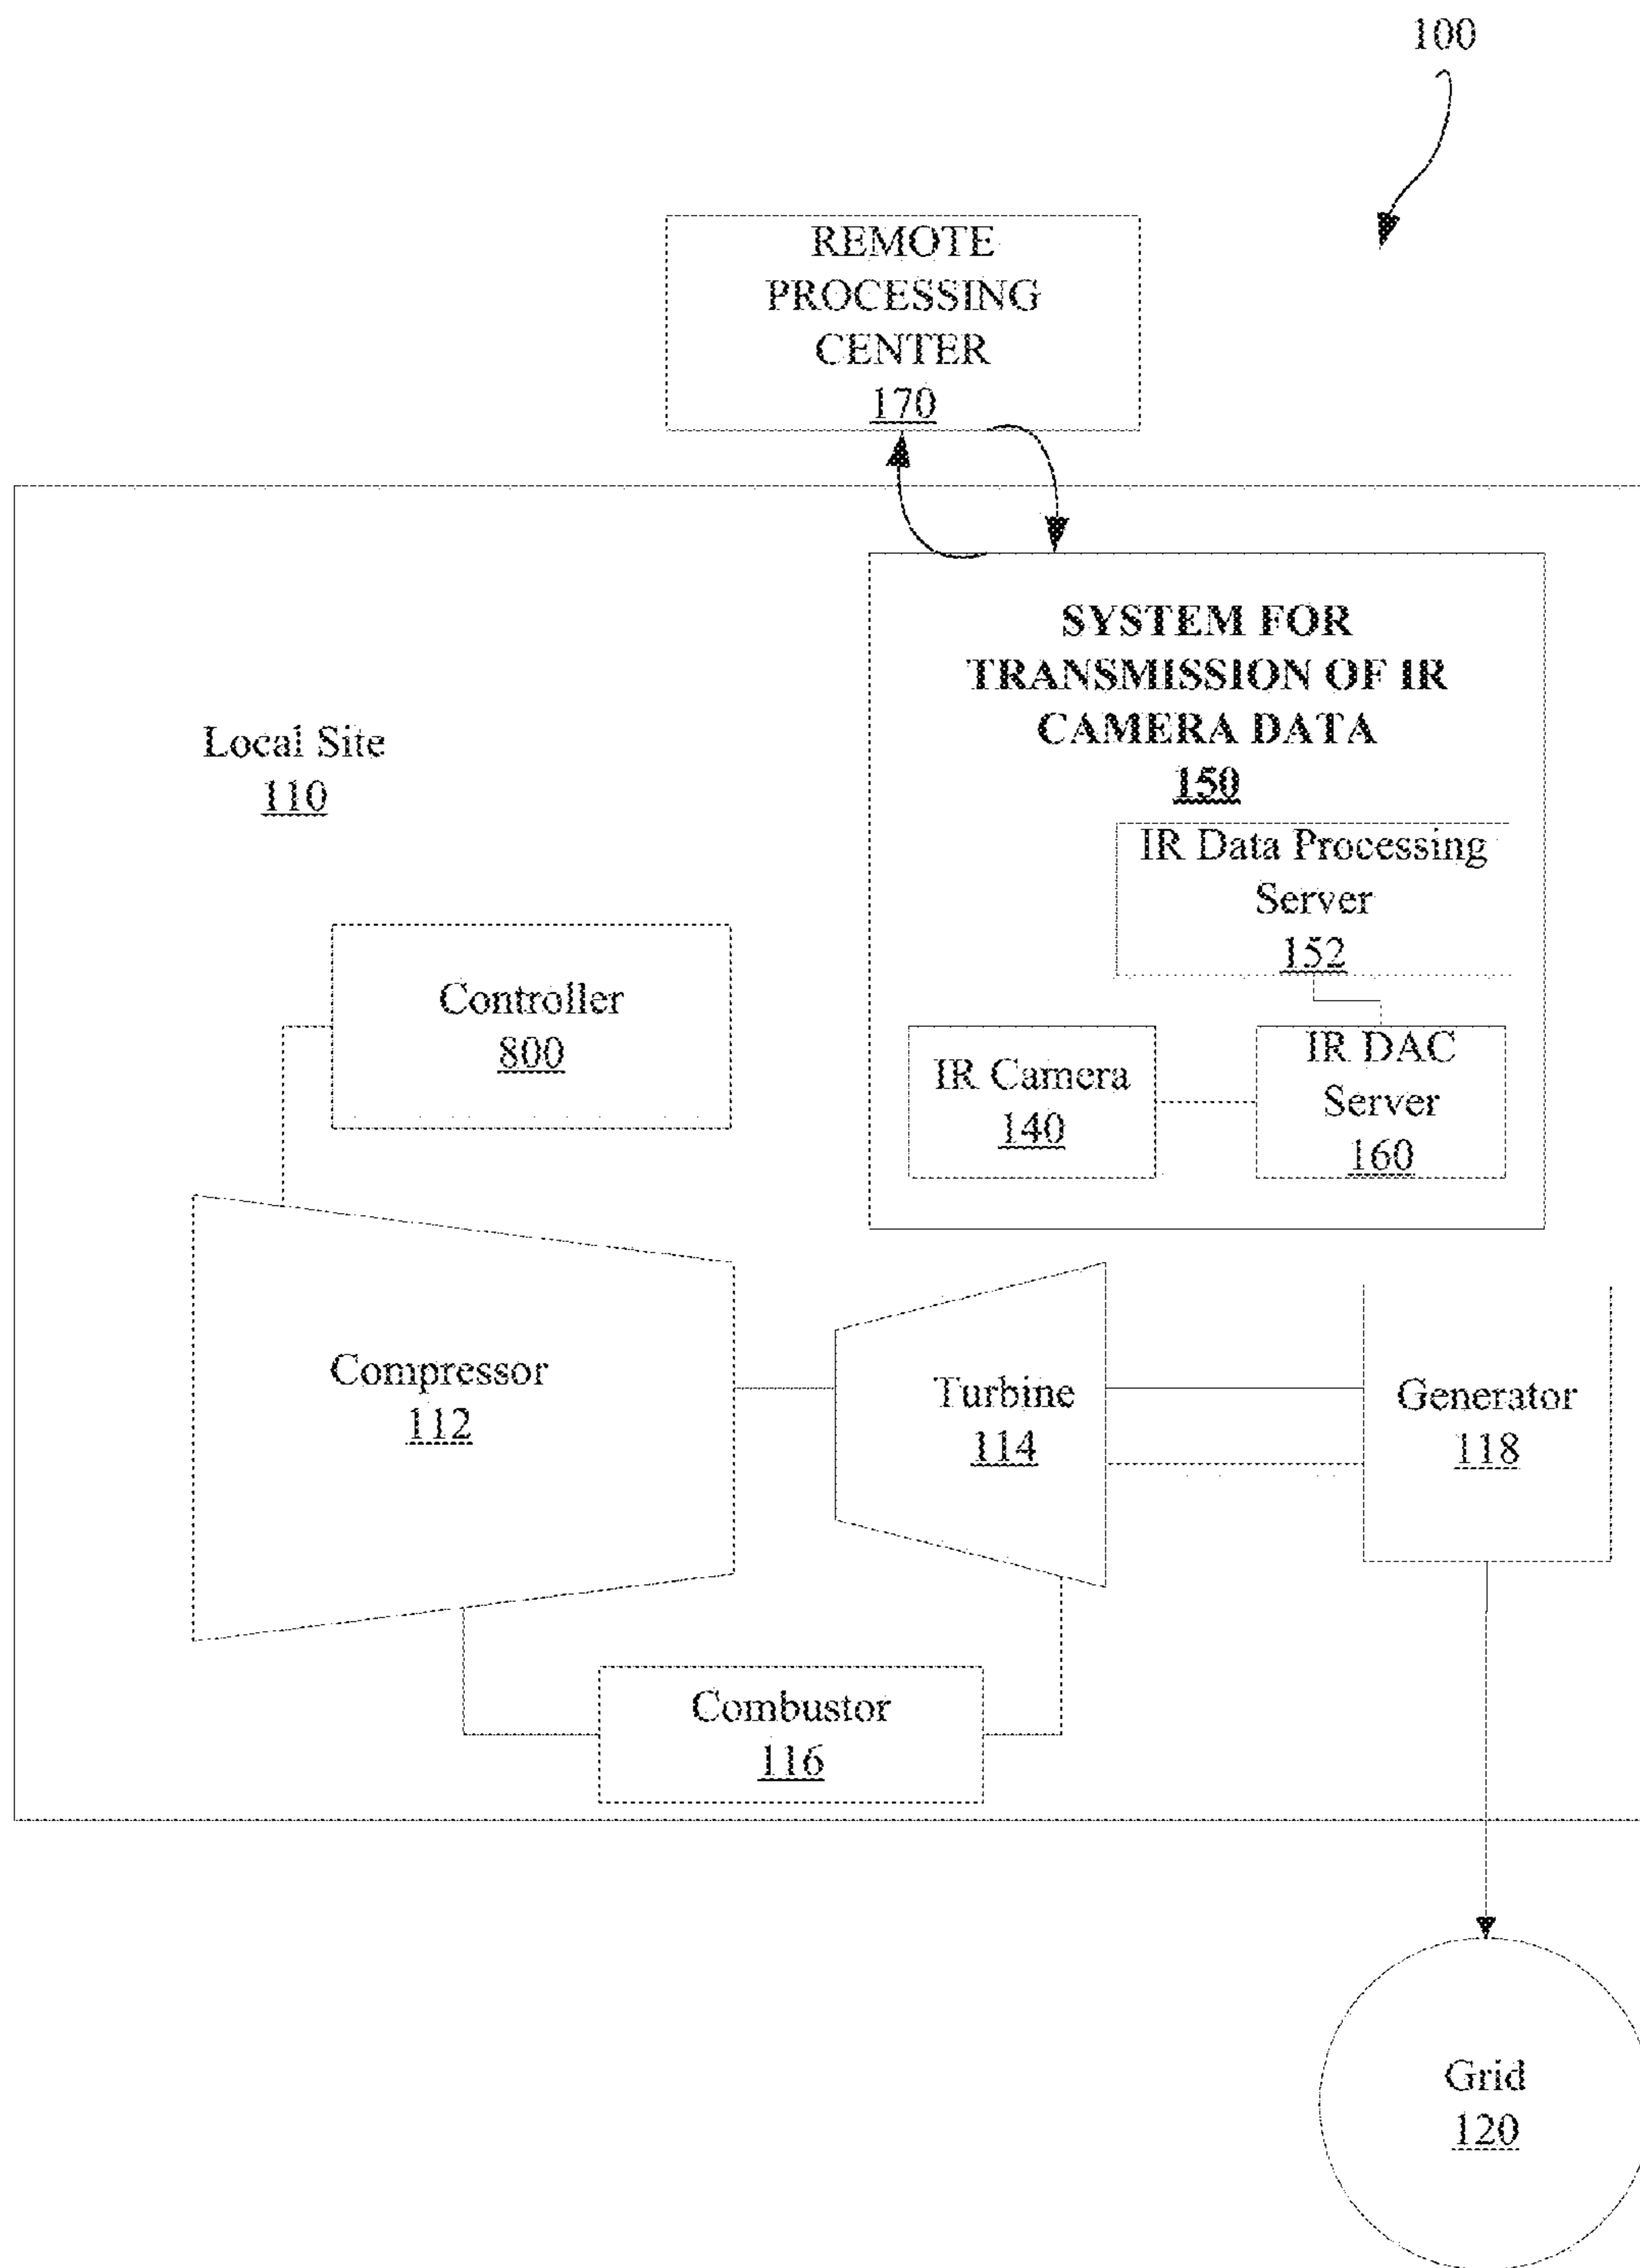 100
REMOTE
PROCESSING
CENTER
170
SYSTEM FOR
TRANSMISSION OF IR
CAMERA DATA
150
Local Site
110
IR Data Processing
Server
152
Controller
800
IR Camera
140
IR DAC
Server
160
Compressor
112
Turbine
114
Generator
118
Combustor
116
Grid
120